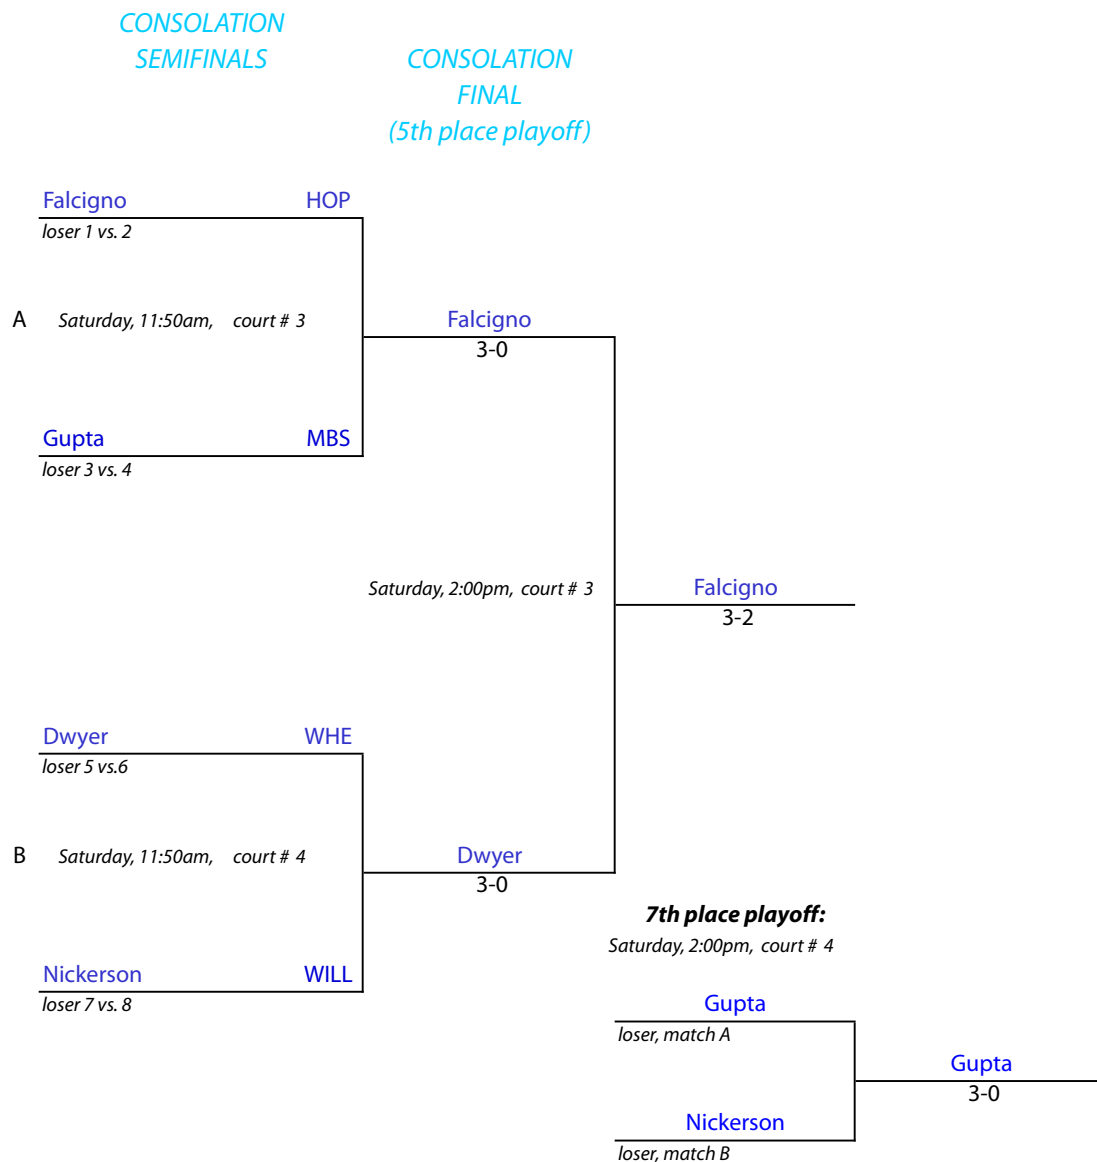 CONSOLATION
SEMIFINALS
CONSOLATION
FINAL
(5th place playoff)
Falcigno HOP
loser 1 vs. 2
A Saturday, 11:50am, court # 3
Falcigno
3-0
Gupta MBS
loser 3 vs. 4
Saturday, 2:00pm, court # 3
Falcigno
3-2
Dwyer WHE
loser 5 vs.6
B Saturday, 11:50am, court # 4
Dwyer
3-0
7th place playoff:
Saturday, 2:00pm, court # 4
Nickerson WILL
loser 7 vs. 8
Gupta
loser, match A
Gupta
3-0
Nickerson
loser, match B